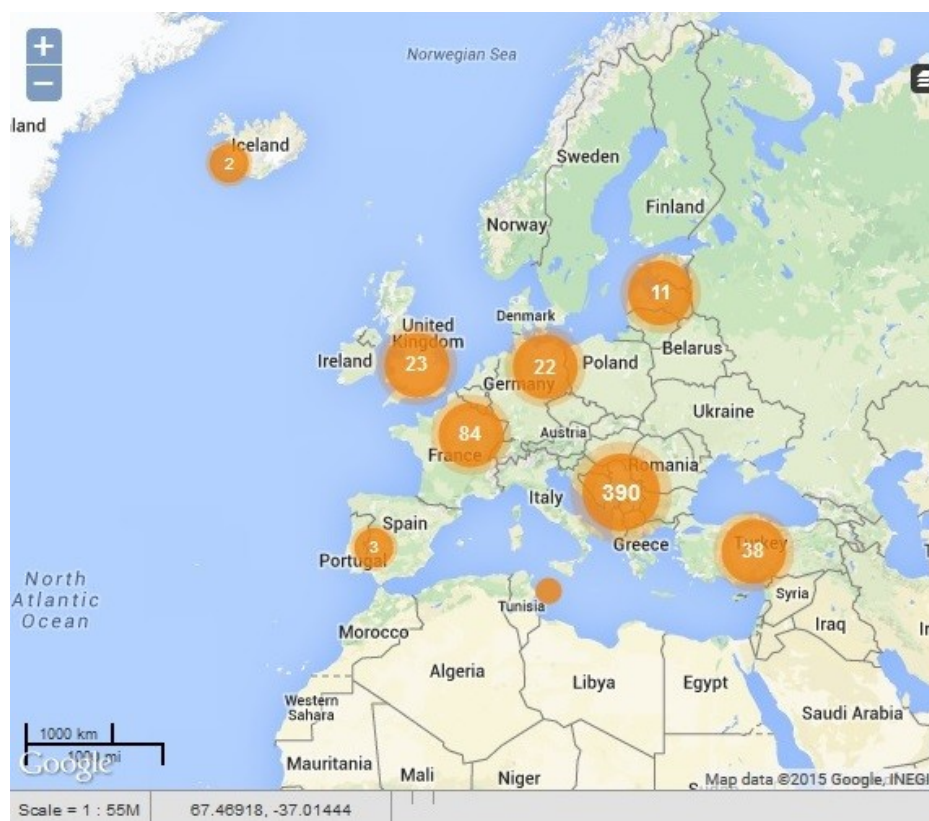 +
Norwegian Sea
−
land
Iceland
2
Sweden
Finland
Norway
11
Denmark
United
Kingdom
Ireland
23
22
Poland
Belarus
Germany
Ukraine
84
Austria
France
Romania
390
Italy
Spain
Greece
Turkey
38
3
Portugal
North
Atlantic
Ocean
Tunisia
Syria
Morocco
Iraq
Algeria
Libya
Egypt
Western
Sahara
Saudi Arabia
1000 km
Mauritania
Google
Mali
Niger
Map data ©2015 Google, INEGI
Scale = 1 : 55M
67.46918, -37.01444